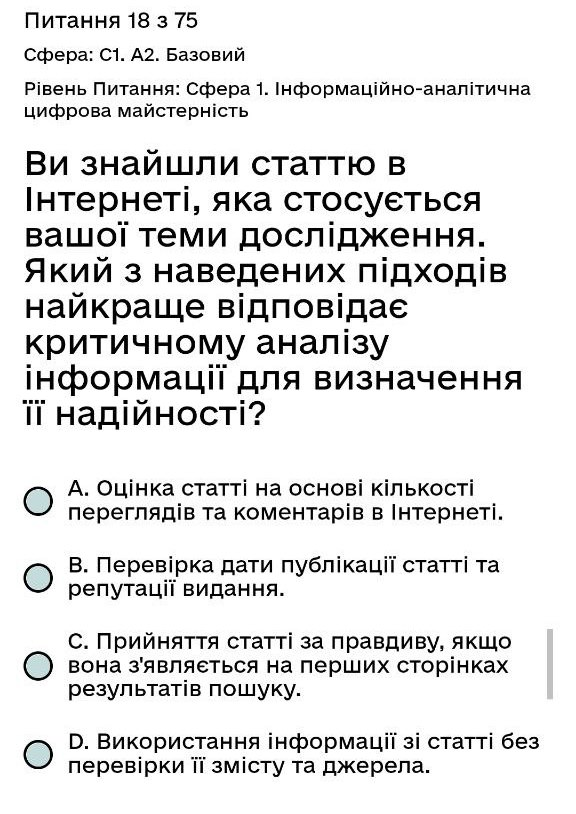 Питання 18 з 75
Сфера: C1. A2. Базовий
Рівень Питання: Сфера 1. Інформаційно-аналітична
цифрова майстерність
Ви знайшли статтю в
Інтернеті, яка стосується
вашої теми дослідження.
Який з наведених підходів
найкраще відповідає
критичному аналізу
інформації для визначення
її надійності?
A. Оцінка статті на основі кількості
переглядів та коментарів в Інтернеті.
B. Перевірка дати публікації статті та
репутації видання.
C. Прийняття статті за правдиву, якщо
вона з'являється на перших сторінках
результатів пошуку.
D. Використання інформації зі статті без
перевірки її змісту та джерела.